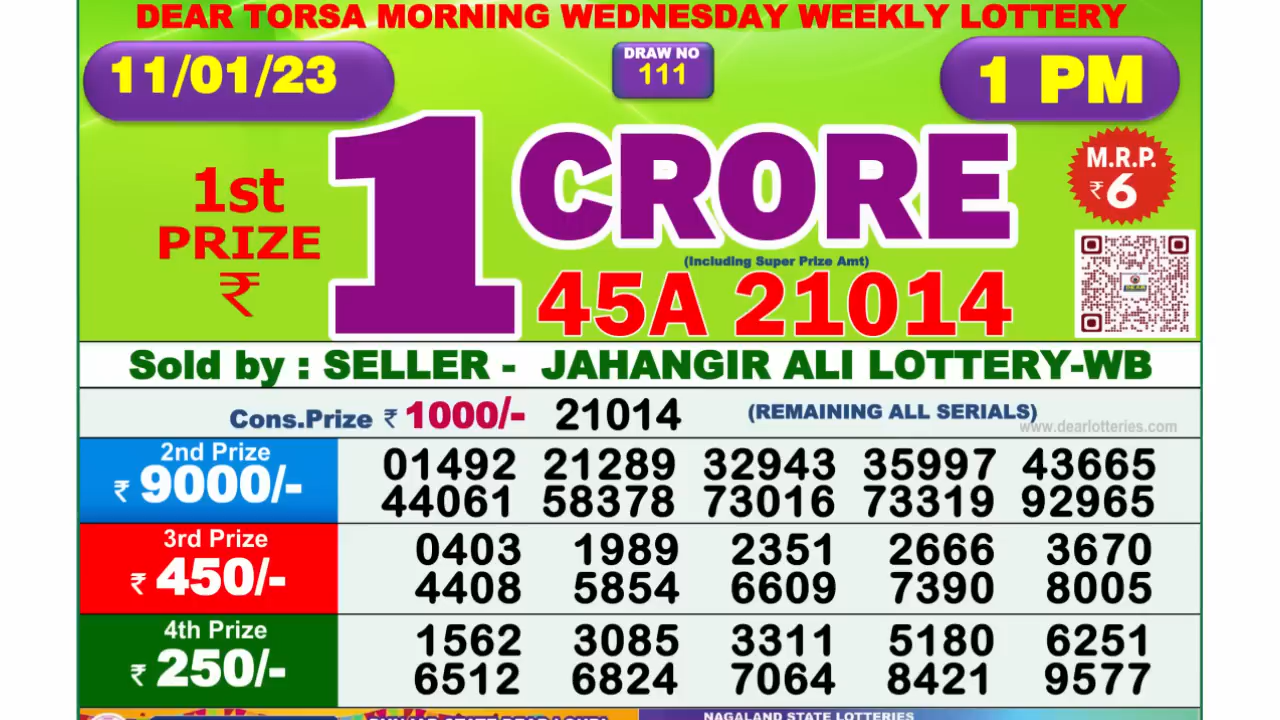 DEAR TORSA MORNING WEDNESDAY WEEKLY LOTTERY
11/01/23
DRAW NO
111
1 PM
1st
PRIZE
₹
1 CRORE
(Including Super Prize Amt)
45A 21014
M.R.P.
₹ 6
Sold by : SELLER - JAHANGIR ALI LOTTERY-WB
Cons.Prize ₹ 1000/- 21014 (REMAINING ALL SERIALS)
www.dearlotteries.com
2nd Prize
₹ 9000/-
01492 21289 32943 35997 43665
44061 58378 73016 73319 92965
3rd Prize
₹ 450/-
0403 1989 2351 2666 3670
4408 5854 6609 7390 8005
4th Prize
₹ 250/-
1562 3085 3311 5180 6251
6512 6824 7064 8421 9577
NAGALAND STATE LOTTERIES